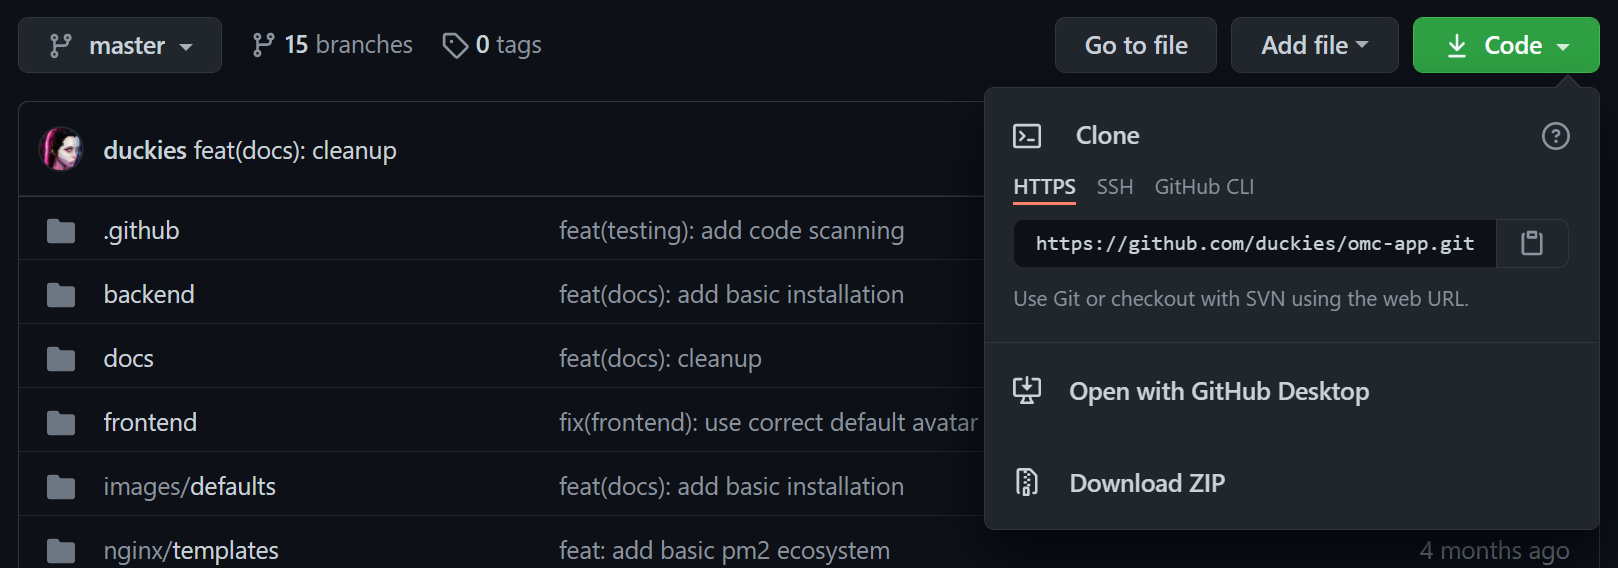 master 15 branches 0 tags Go to file Add file Code
duckies feat(docs): cleanup
Clone
HTTPS SSH GitHub CLI
https://github.com/duckies/omc-app.git
Use Git or checkout with SVN using the web URL.
Open with GitHub Desktop
Download ZIP
.github feat(testing): add code scanning
backend feat(docs): add basic installation
docs feat(docs): cleanup
frontend fix(frontend): use correct default avatar
images/defaults feat(docs): add basic installation
nginx/templates feat: add basic pm2 ecosystem 4 months ago